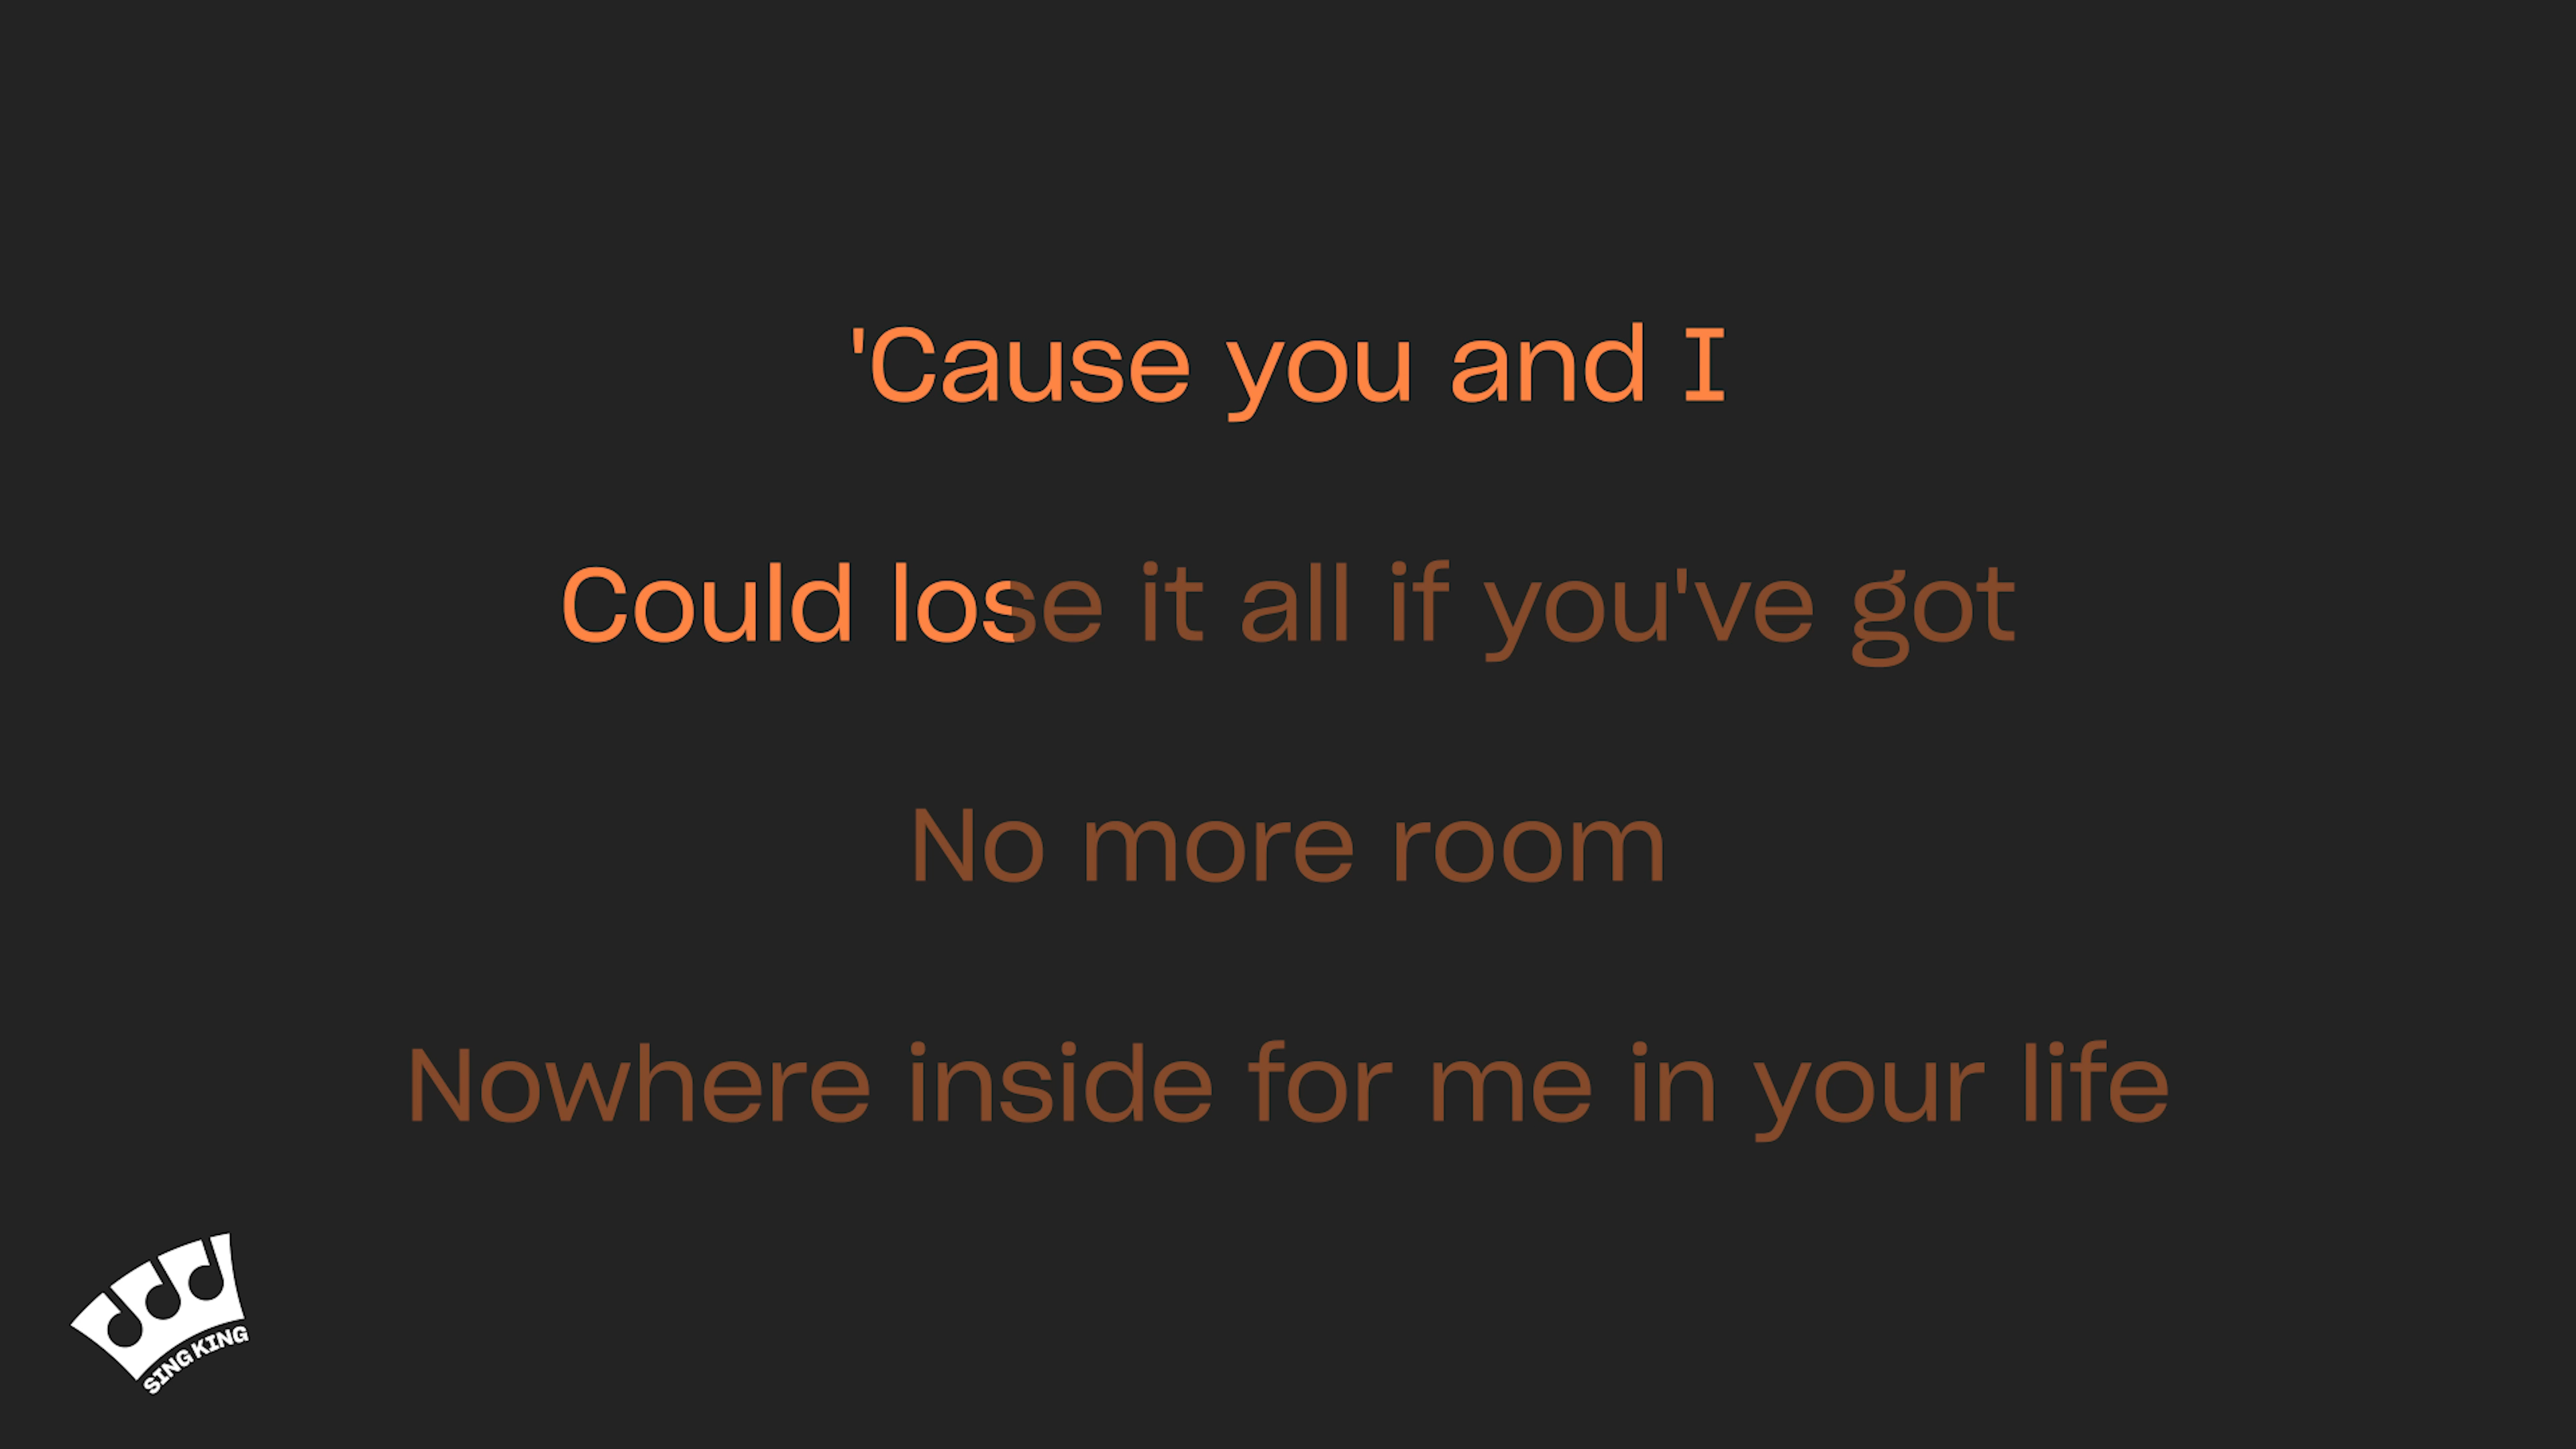 'Cause you and I
Could lose it all if you've got
No more room
Nowhere inside for me in your life
SING KING